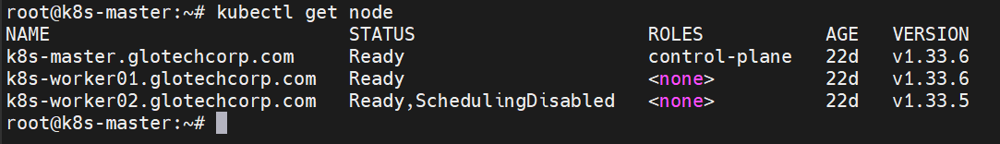 root@k8s-master:~# kubectl get node
NAME STATUS ROLES AGE VERSION
k8s-master.glotechcorp.com Ready control-plane 22d v1.33.6
k8s-worker01.glotechcorp.com Ready <none> 22d v1.33.6
k8s-worker02.glotechcorp.com Ready,SchedulingDisabled <none> 22d v1.33.5
root@k8s-master:~#